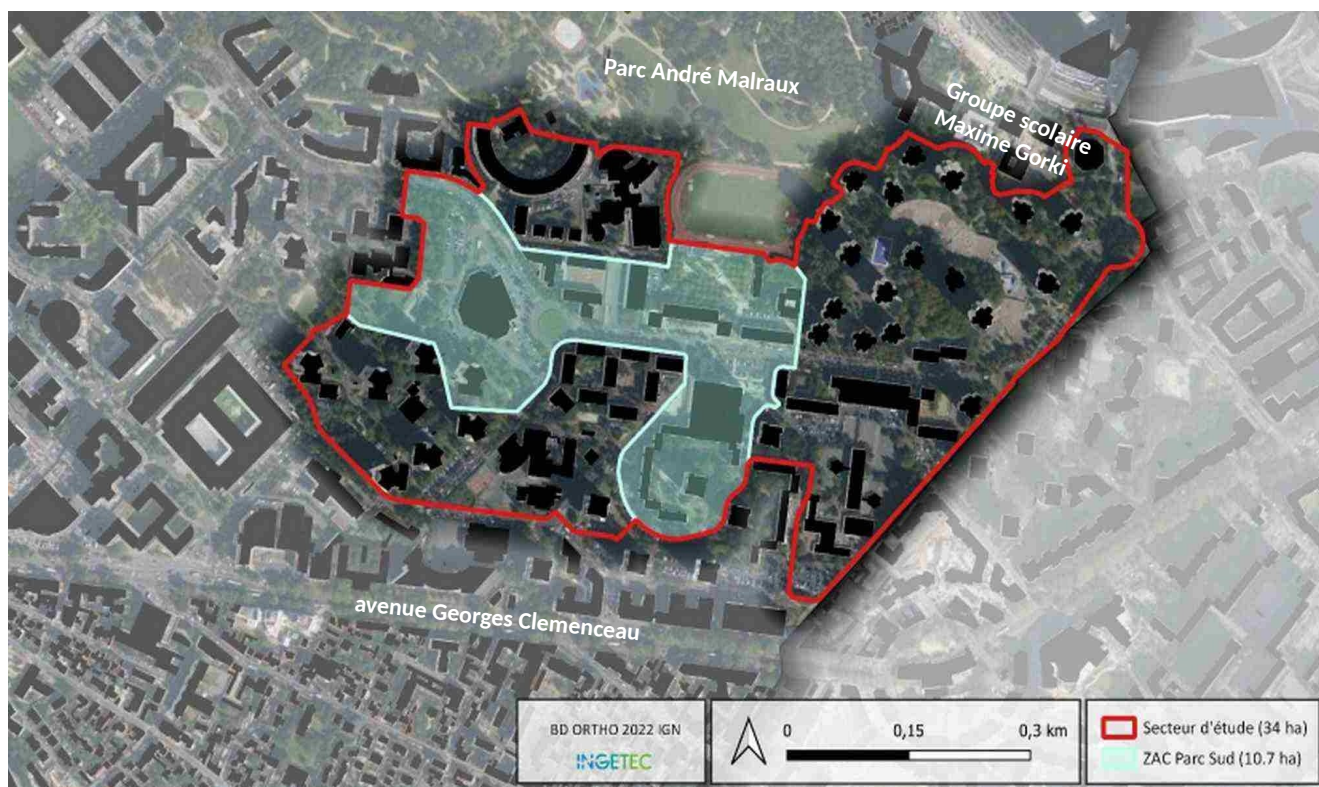 Parc André Malraux
Groupe scolaire
Maxime Gorki
avenue Georges Clemenceau
BD ORTHO 2022 IGN
INGETEC
0 0,15 0,3 km
Secteur d'étude (34 ha)
ZAC Parc Sud (10.7 ha)